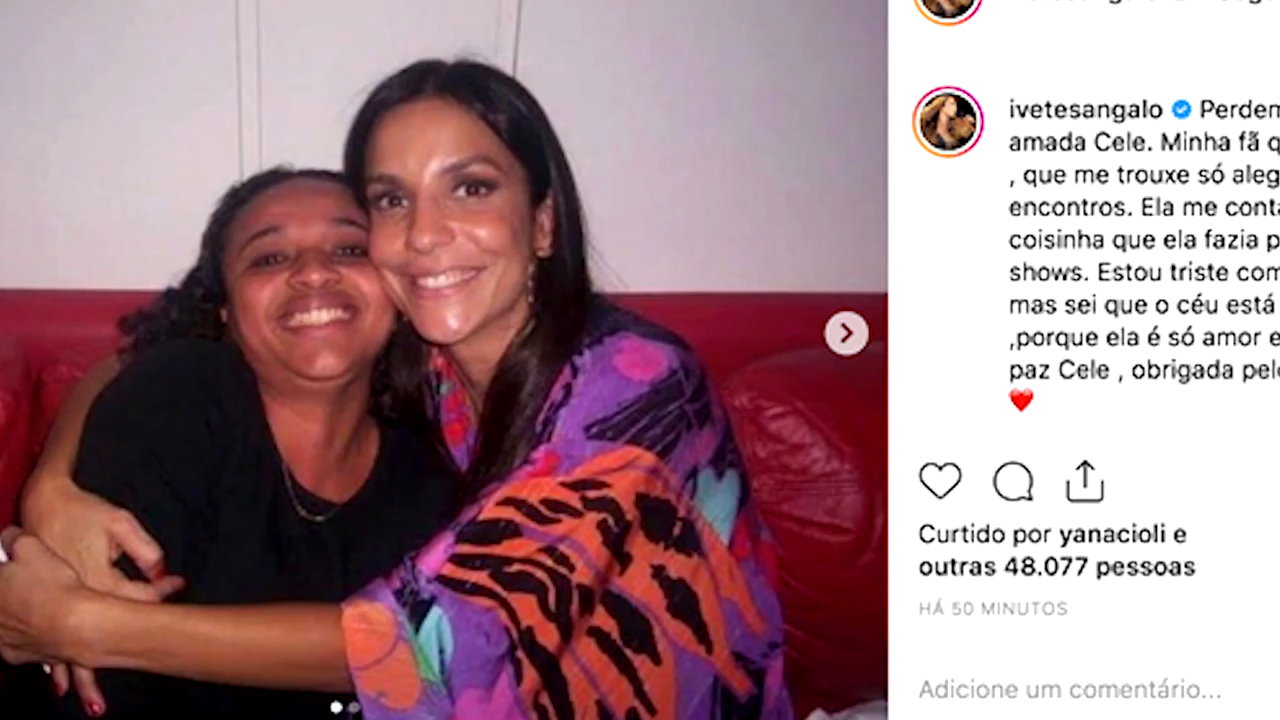 ivetesangalo Perdem
amada Cele. Minha fã q
, que me trouxe só aleg
encontros. Ela me conta
coisinha que ela fazia p
shows. Estou triste com
mas sei que o céu está
,porque ela é só amor e
paz Cele , obrigada pelo
Curtido por yanacioli e
outras 48.077 pessoas
HÁ 50 MINUTOS
Adicione um comentário...